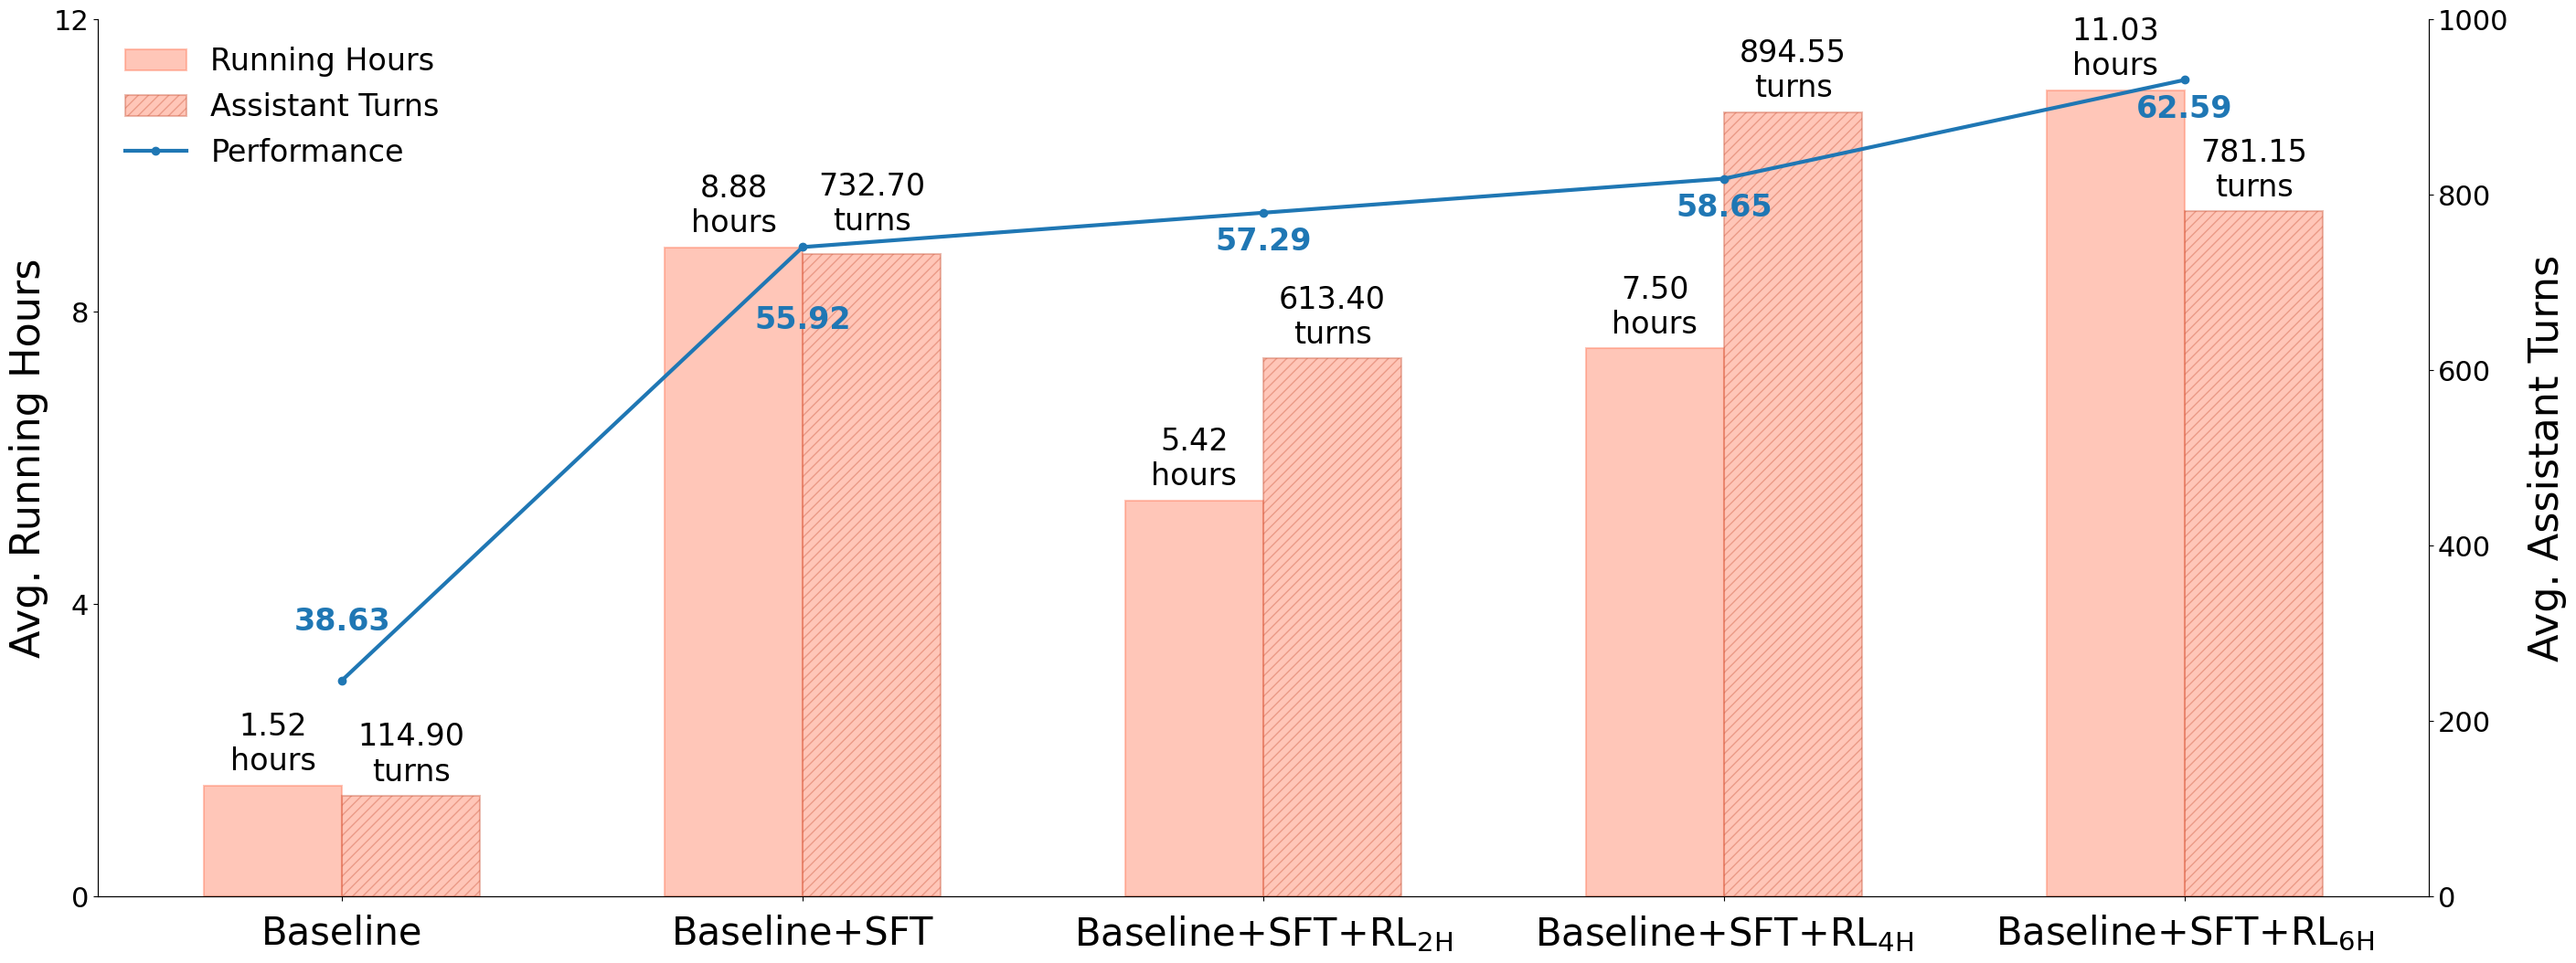 Running Hours
Assistant Turns
Performance
Avg. Running Hours
12
8
4
0
Avg. Assistant Turns
1000
800
600
400
200
0
38.63
1.52
hours
114.90
turns
8.88
hours
732.70
turns
55.92
57.29
5.42
hours
613.40
turns
58.65
7.50
hours
894.55
turns
11.03
hours
62.59
781.15
turns
Baseline
Baseline+SFT
Baseline+SFT+RL2H
Baseline+SFT+RL4H
Baseline+SFT+RL6H